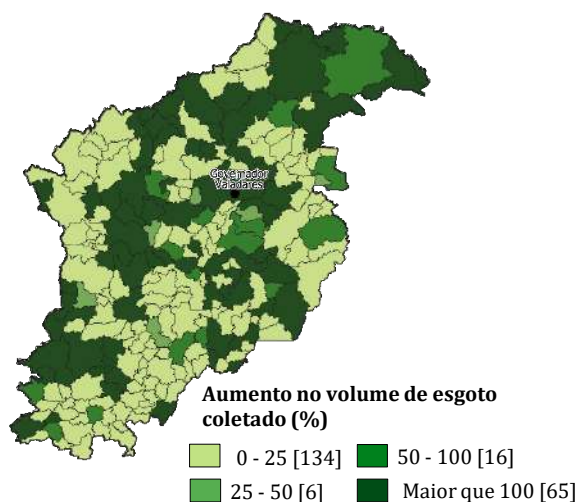 Governador
Valadares
Aumento no volume de esgoto
coletado (%)
0 - 25 [134]
50 - 100 [16]
25 - 50 [6]
Maior que 100 [65]